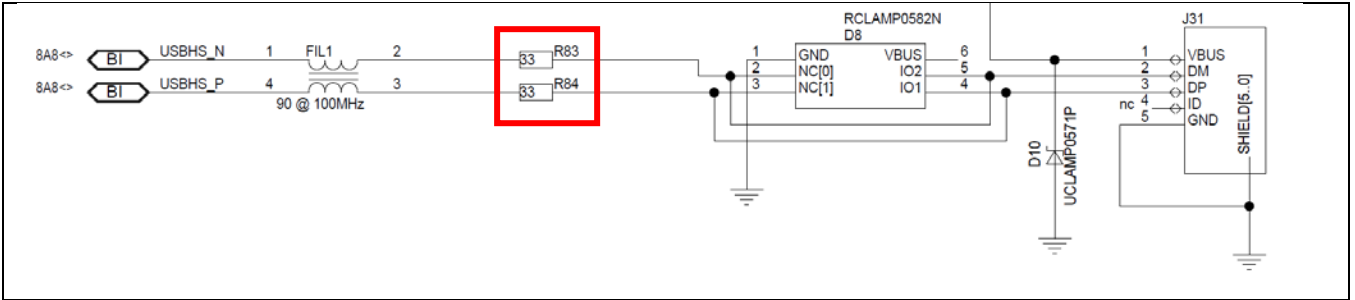 RCLAMP0582N
D8
J31
8A8<>
BI
USBHS_N
1
FIL1
2
33
R83
1
GND
VBUS
6
2
NC[0]
IO2
5
3
NC[1]
IO1
4
8A8<>
BI
USBHS_P
4
3
33
R84
90 @ 100MHz
1
VBUS
2
DM
3
DP
nc
4
ID
5
GND
SHIELD[5..0]
D10
UCLAMP0571P